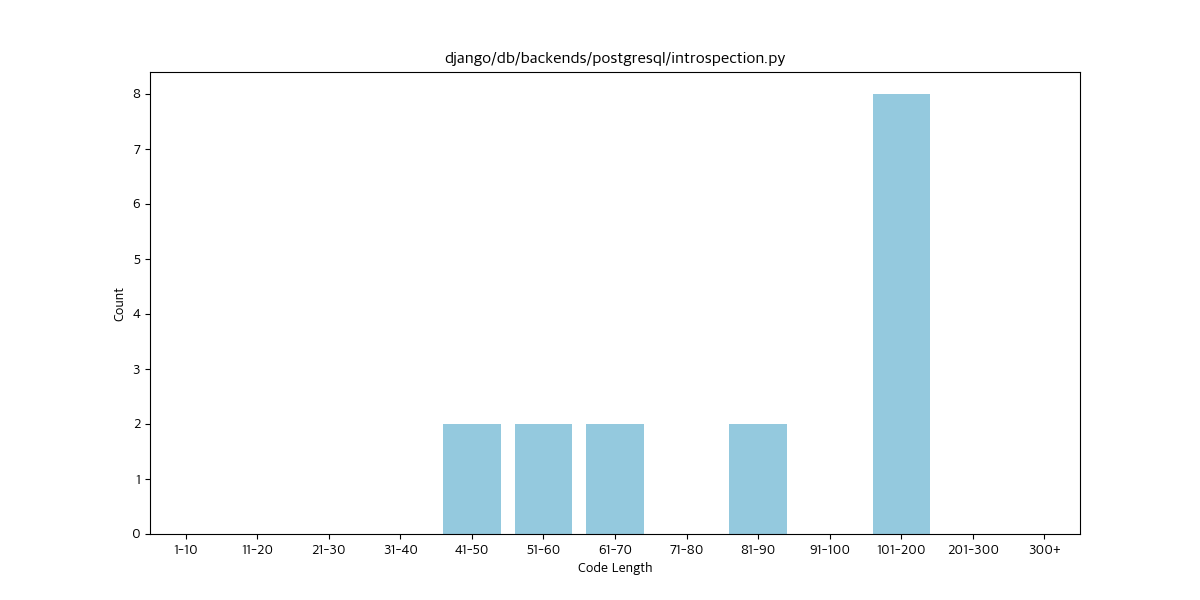 django/db/backends/postgresql/introspection.py
8
7
6
5
4
3
2
1
0
Count
1-10 11-20 21-30 31-40 41-50 51-60 61-70 71-80 81-90 91-100 101-200 201-300 300+
Code Length